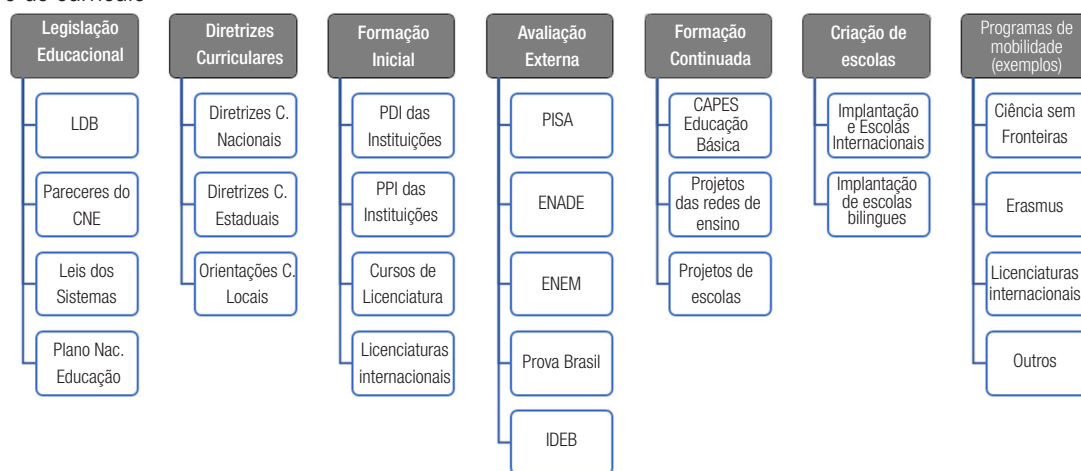 o do currículo
Legislação
Educacional
LDB
Pareceres do
CNE
Leis dos
Sistemas
Plano Nac.
Educação
Diretrizes
Curriculares
Diretrizes C.
Nacionais
Diretrizes C.
Estaduais
Orientações C.
Locais
Formação
Inicial
PDI das
Instituições
PPI das
Instituições
Cursos de
Licenciatura
Licenciaturas
internacionais
Avaliação
Externa
PISA
ENADE
ENEM
Prova Brasil
IDEB
Formação
Continuada
CAPES
Educação
Básica
Projetos
das redes de
ensino
Projetos de
escolas
Criação de
escolas
Implantação
e Escolas
Internacionais
Implantação
de escolas
bilingues
Programas de
mobilidade
(exemplos)
Ciência sem
Fronteiras
Erasmus
Licenciaturas
internacionais
Outros